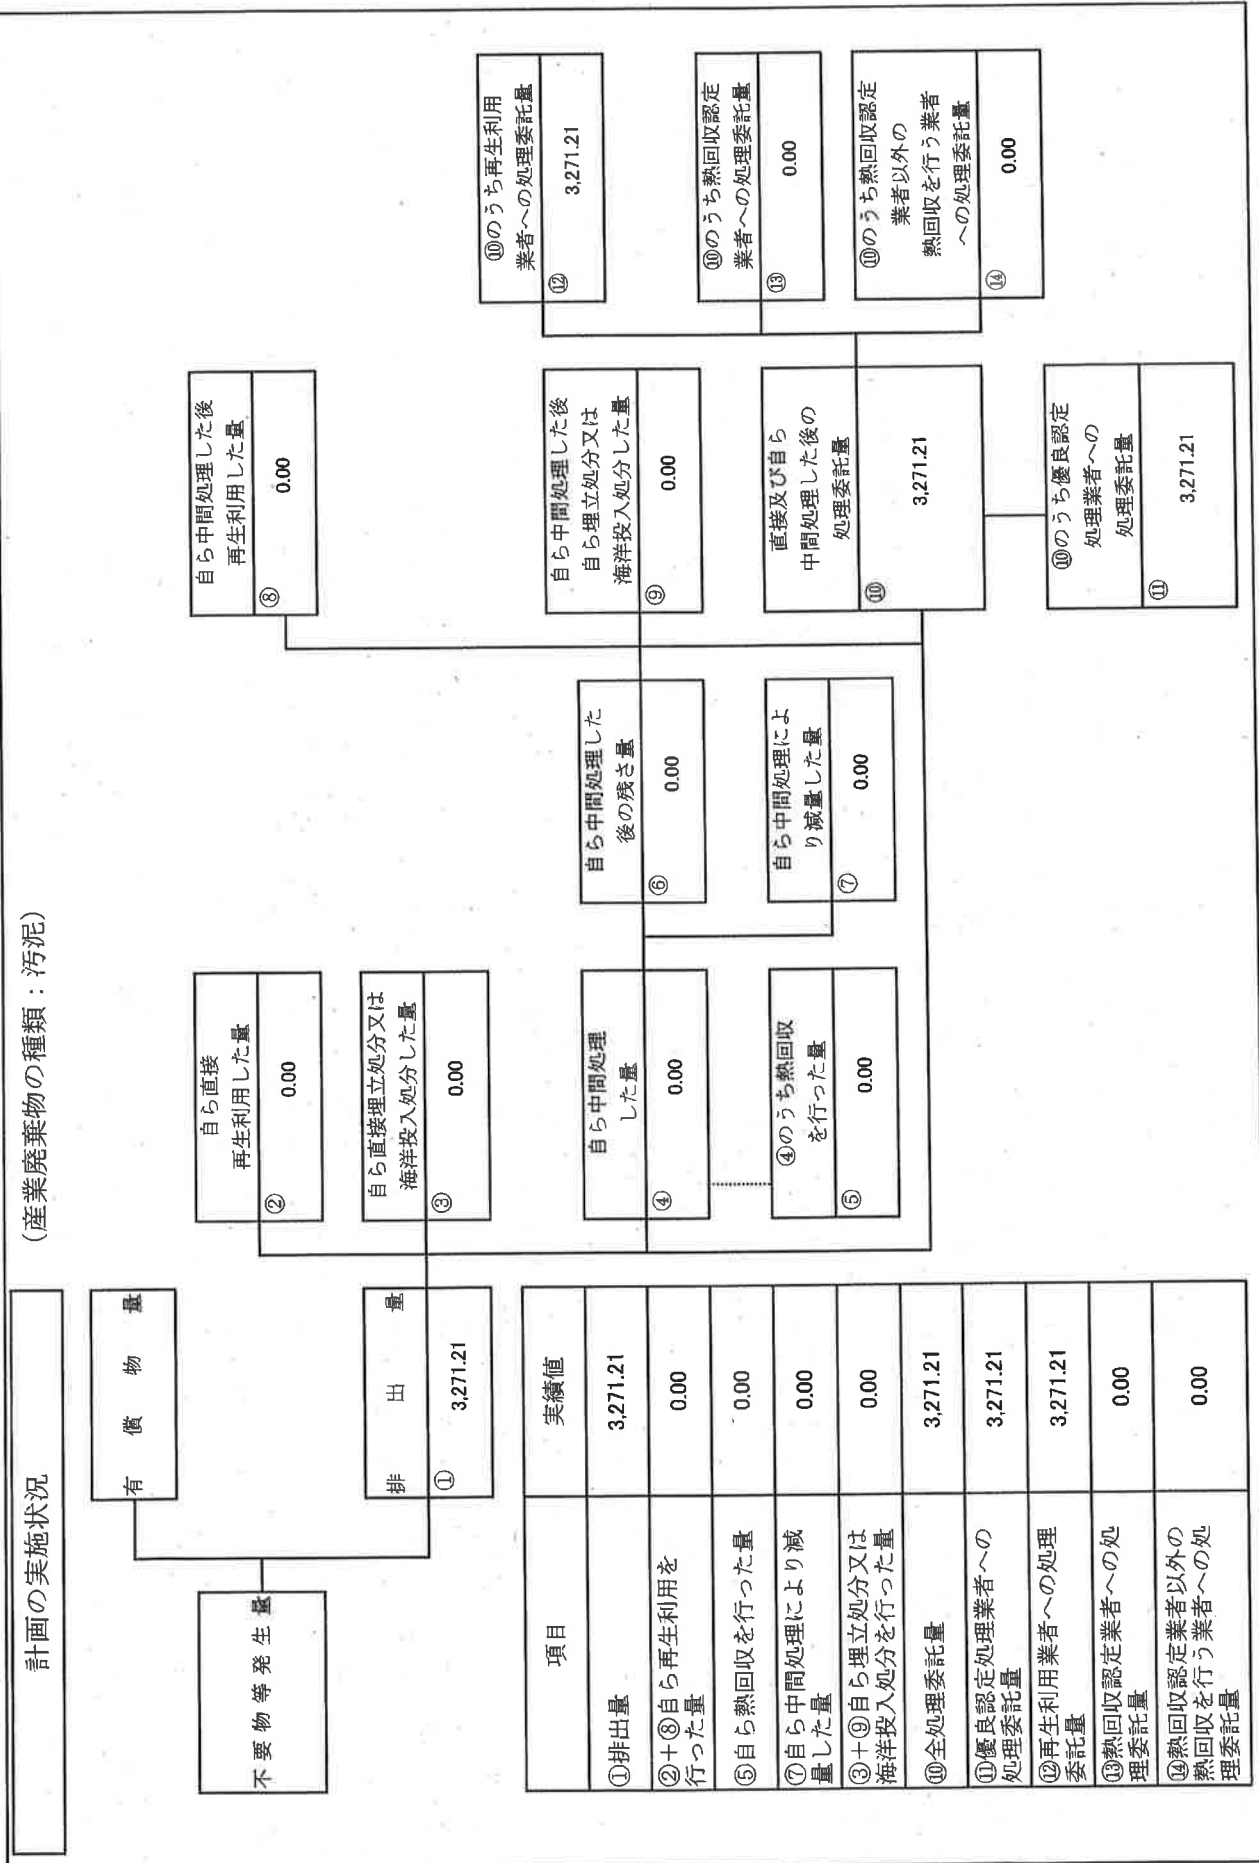 計画の実施状況
(産業廃棄物の種類：汚泥)
不要物等発生量
有償物量
排出量
①
3,271.21
自ら直接
再生利用した量
②
0.00
自ら直接埋立処分又は
海洋投入処分した量
③
0.00
自ら中間処理
した量
④
0.00
④のうち熱回収
を行った量
⑤
0.00
自ら中間処理した
後の残さ量
⑥
0.00
自ら中間処理によ
り減量した量
⑦
0.00
自ら中間処理した後
再生利用した量
⑧
0.00
自ら中間処理した後
自ら埋立処分又は
海洋投入処分した量
⑨
0.00
直接及び自ら
中間処理した後の
処理委託量
⑩
3,271.21
⑩のうち優良認定
処理業者への
処理委託量
⑪
3,271.21
⑩のうち再生利用
業者への処理委託量
⑫
3,271.21
⑩のうち熱回収認定
業者への処理委託量
⑬
0.00
⑩のうち熱回収認定
業者以外の
熱回収を行う業者
への処理委託量
⑭
0.00
項目
実績値
①排出量
3,271.21
②＋⑧自ら再生利用を
行った量
0.00
⑤自ら熱回収を行った量
0.00
⑦自ら中間処理により減
量した量
0.00
③＋⑨自ら埋立処分又は
海洋投入処分を行った量
0.00
⑩全処理委託量
3,271.21
⑪優良認定処理業者への
処理委託量
3,271.21
⑫再生利用業者への処理
委託量
3,271.21
⑬熱回収認定業者への処
理委託量
0.00
⑭熱回収認定業者以外の
熱回収を行う業者への処
理委託量
0.00